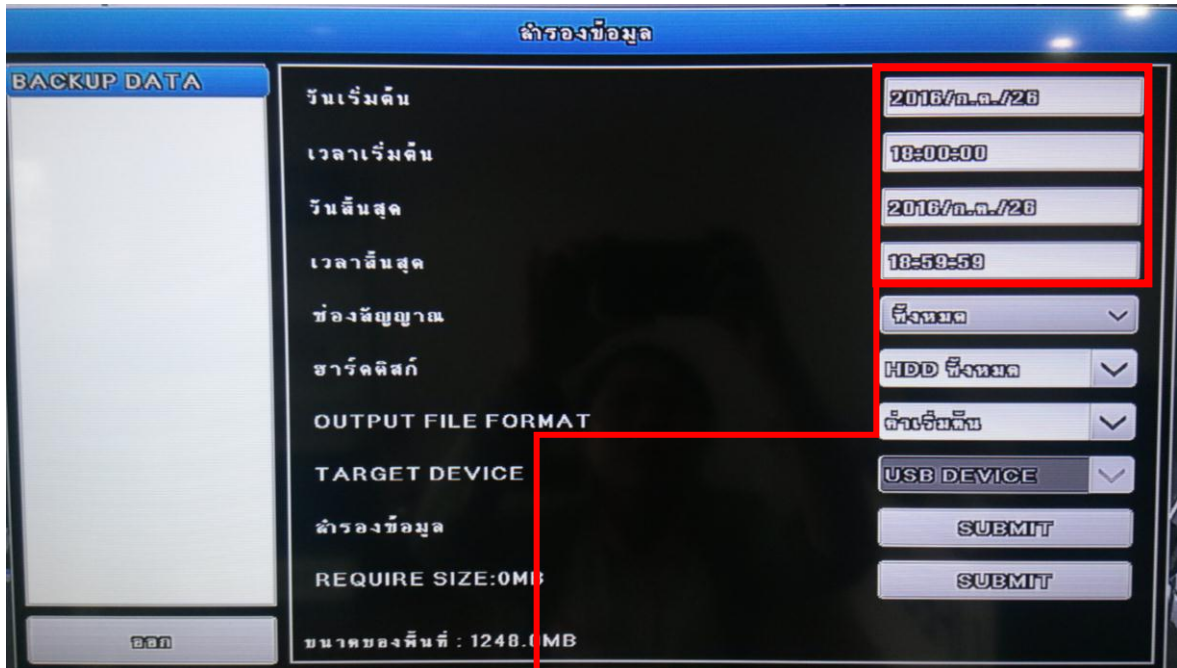 สำรองข้อมูล
BACKUP DATA
วันเริ่มต้น 2016/ก.ค./26
เวลาเริ่มต้น 18:00:00
วันสิ้นสุด 2016/ก.ค./26
เวลาสิ้นสุด 18:59:59
ช่องสัญญาณ ทั้งหมด
ฮาร์ดดิสก์ HDD ทั้งหมด
OUTPUT FILE FORMAT ค่าเริ่มต้น
TARGET DEVICE USB DEVICE
สำรองข้อมูล SUBMIT
REQUIRE SIZE:0MB SUBMIT
ออก
ขนาดของพื้นที่ : 1248.0MB